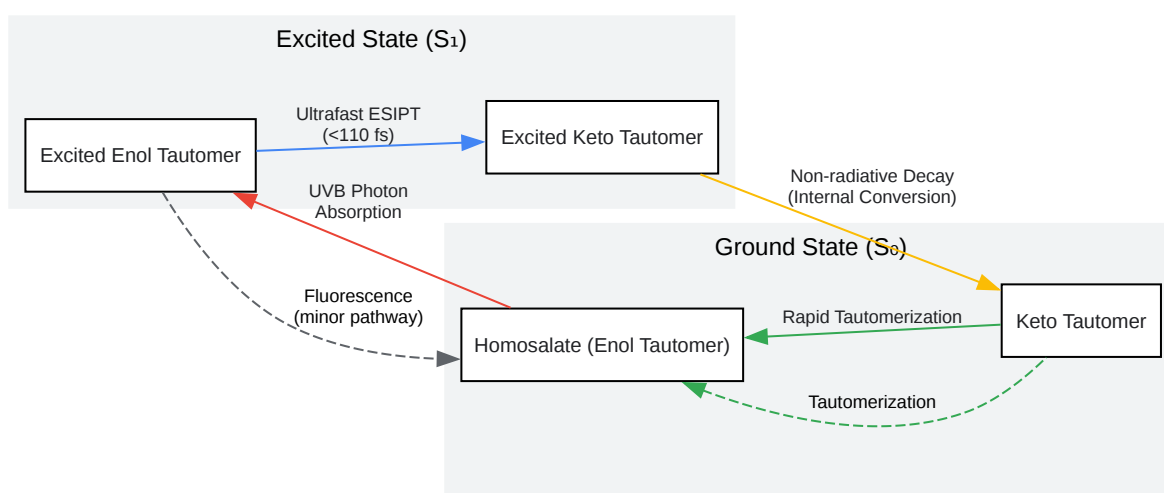 Excited State (S₁)
Ultrafast ESIPT
(<110 fs)
Excited Enol Tautomer
Excited Keto Tautomer
UVB Photon
Absorption
Non-radiative Decay
(Internal Conversion)
Ground State (S₀)
Fluorescence
(minor pathway)
Homosalate (Enol Tautomer)
Rapid Tautomerization
Keto Tautomer
Tautomerization